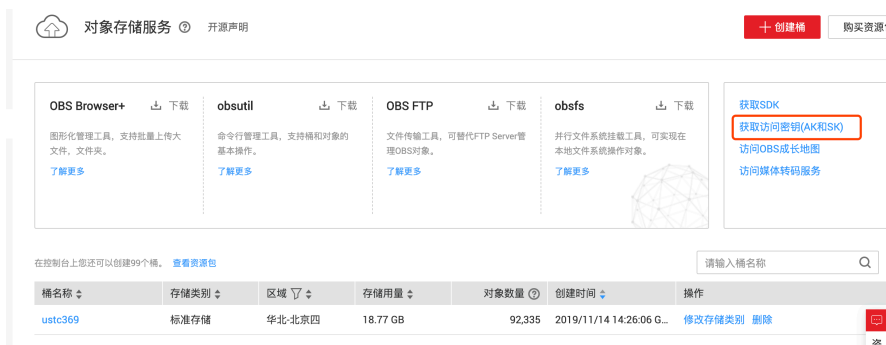 对象存储服务 ? 开源声明 + 创建桶 购买资源
OBS Browser+ 下载 obsutil 下载 OBS FTP 下载 obsfs 下载 获取SDK
图形化管理工具，支持批量上传大 命令行管理工具，支持桶和对象的 文件传输工具，可替代FTP Server管 并行文件系统挂载工具，可实现在 获取访问密钥(AK和SK)
文件，文件夹。 基本操作。 理OBS对象。 本地文件系统操作对象。 访问OBS成长地图
了解更多 了解更多 了解更多 了解更多 访问媒体转码服务
在控制台上您还可以创建99个桶。 查看资源包 请输入桶名称
桶名称 存储类别 区域 存储用量 对象数量 ? 创建时间 操作
ustc369 标准存储 华北-北京四 18.77 GB 92,335 2019/11/14 14:26:06 G... 修改存储类别 删除